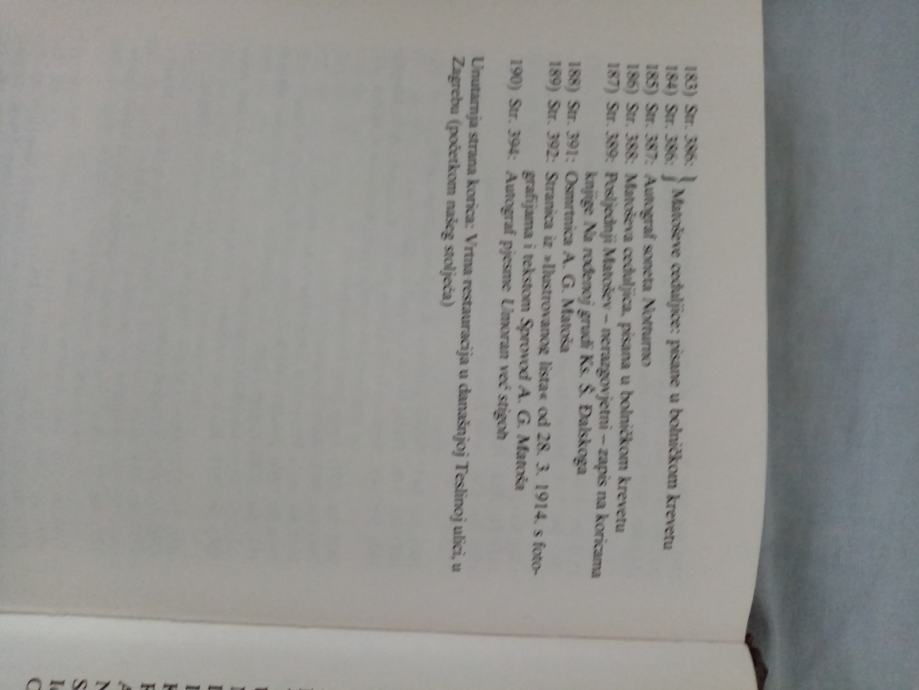 183) Str. 386: } Matoševe ceduljice: pisane u bolničkom krevetu
184) Str. 386:
185) Str. 387: Autograf soneta Notturno
186) Str. 388: Matoševa ceduljica, pisana u bolničkom krevetu
187) Str. 389: Posljednji Matošev – nerazgovjetni – zapis na koricama
knjige Na rođenoj grudi Ks. Š. Đalskoga
188) Str. 391: Osmrtnica A. G. Matoša
189) Str. 392: Stranica iz »Ilustrovanog lista« od 28. 3. 1914. s foto-
grafijama i tekstom Sprovod A. G. Matoša
190) Str. 394: Autograf pjesme Umoran već stigoh
Unutarnja strana korica: Vrtna restauracija u današnjoj Teslinoj ulici, u
Zagrebu (početkom našeg stoljeća)